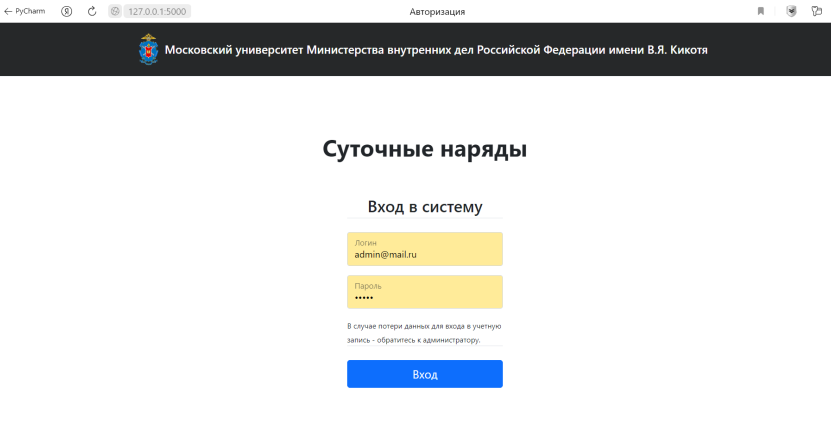 ← PyCharm Я 127.0.0.1:5000 Авторизация
Московский университет Министерства внутренних дел Российской Федерации имени В.Я. Кикотя
Суточные наряды
Вход в систему
Логин
admin@mail.ru
Пароль
•••••
В случае потери данных для входа в учетную
запись - обратитесь к администратору.
Вход